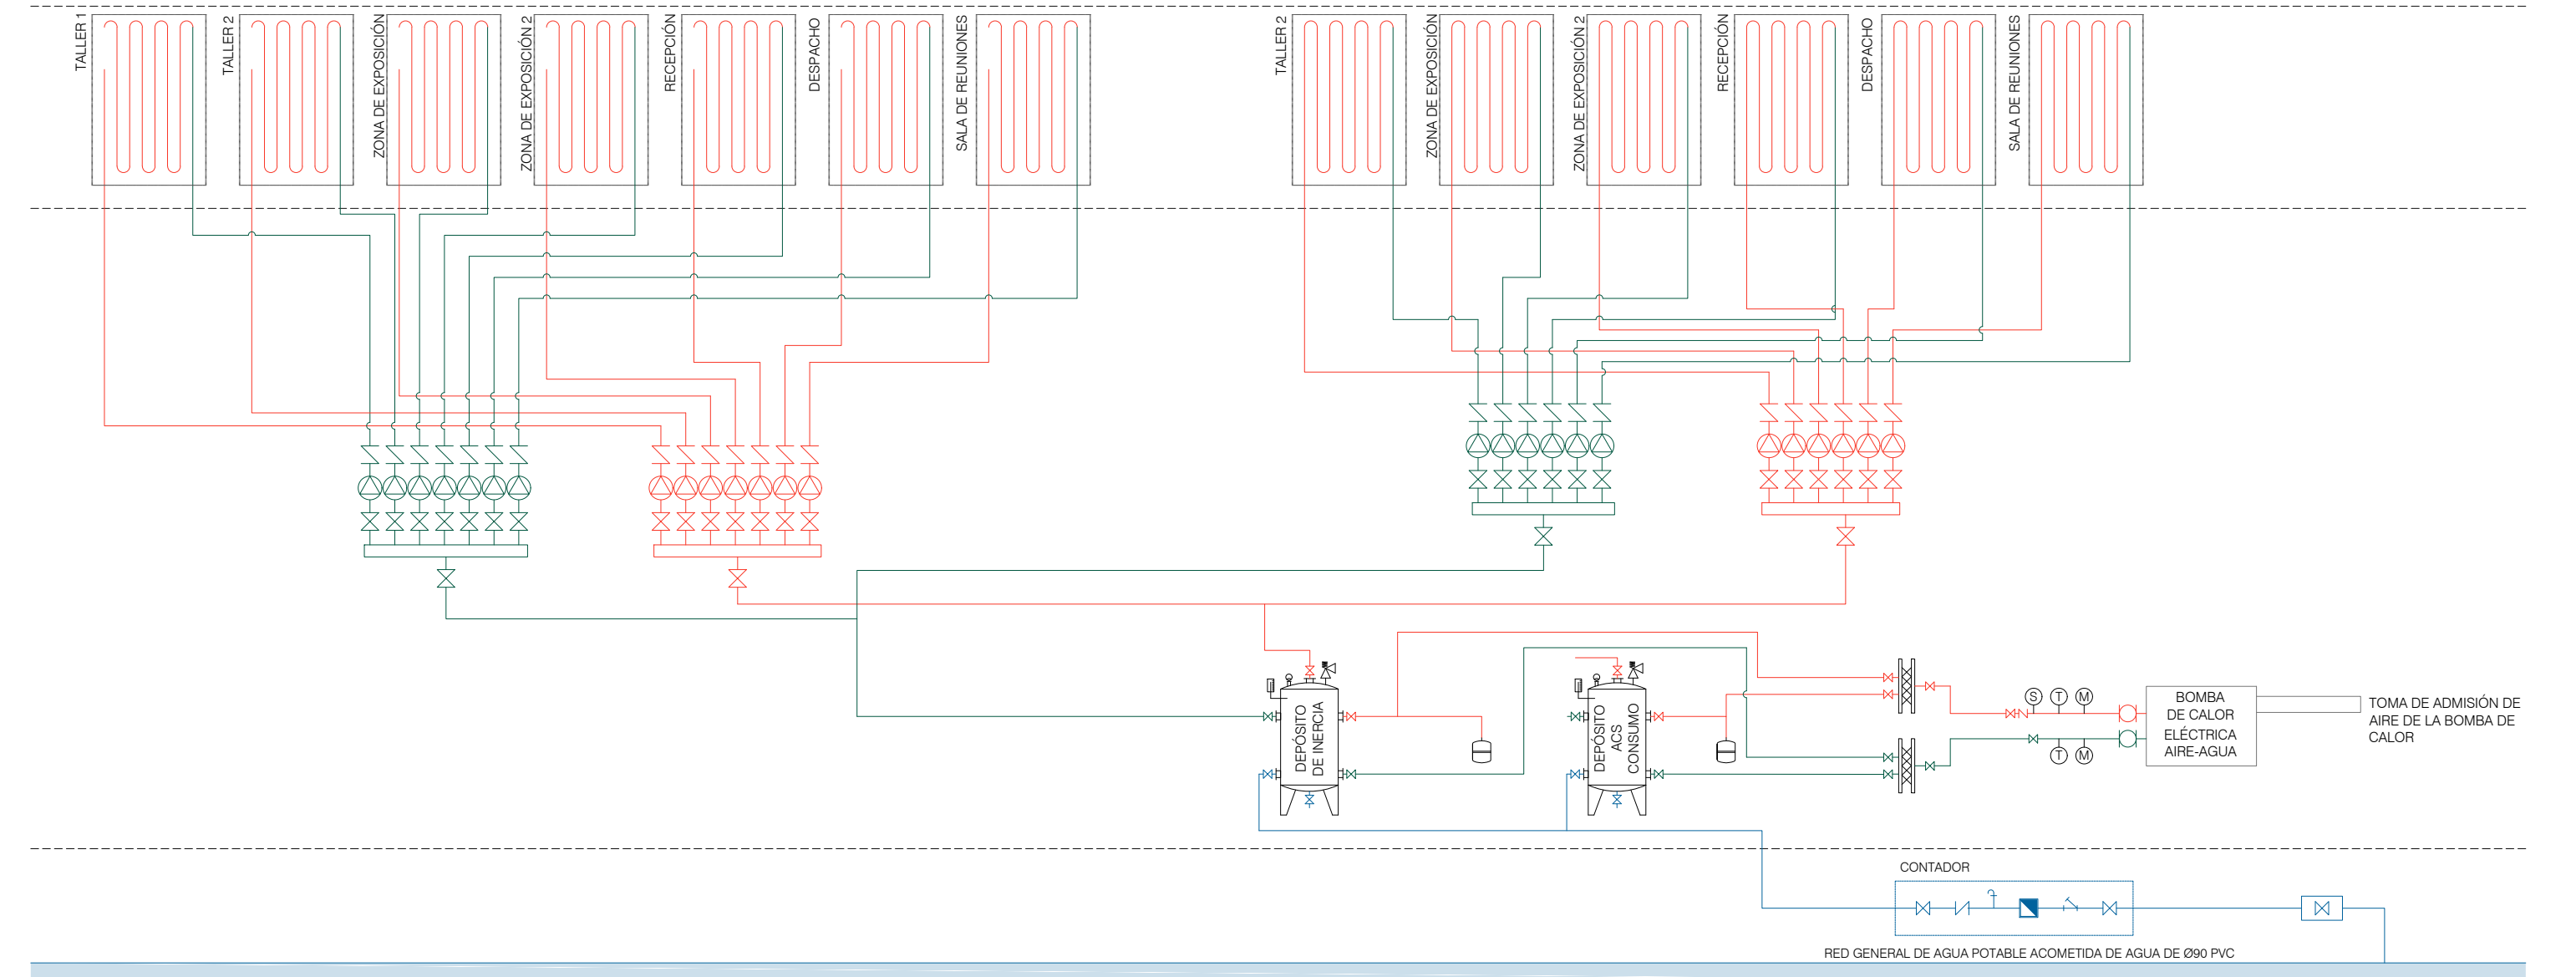 TALLER 1
TALLER 2
ZONA DE EXPOSICIÓN
ZONA DE EXPOSICIÓN 2
RECEPCIÓN
DESPACHO
SALA DE REUNIONES
TALLER 2
ZONA DE EXPOSICIÓN
ZONA DE EXPOSICIÓN 2
RECEPCIÓN
DESPACHO
SALA DE REUNIONES
DEPÓSITO
DE INERCIA
DEPÓSITO
ACS
CONSUMO
S T M
T M
BOMBA
DE CALOR
ELÉCTRICA
AIRE-AGUA
TOMA DE ADMISIÓN DE
AIRE DE LA BOMBA DE
CALOR
CONTADOR
RED GENERAL DE AGUA POTABLE ACOMETIDA DE AGUA DE Ø90 PVC